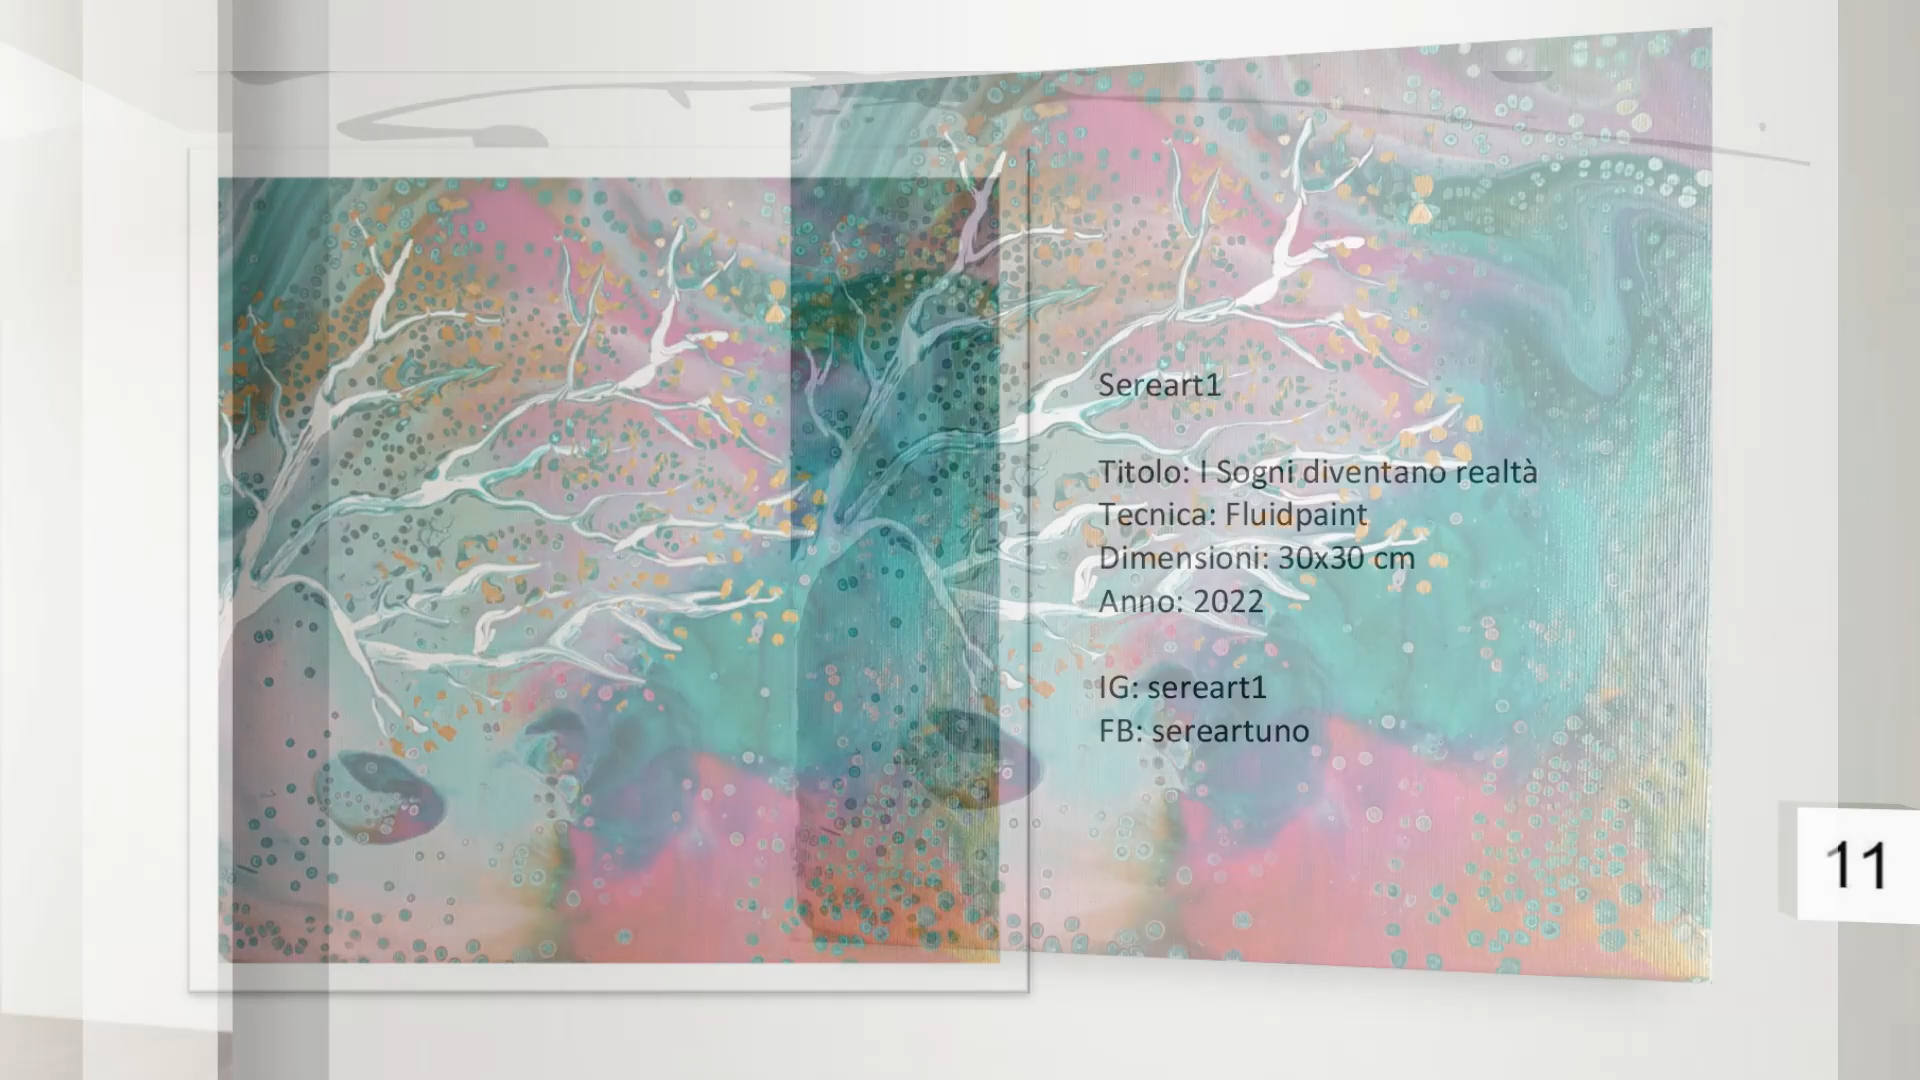 Sereart1
Titolo: I Sogni diventano realtà
Tecnica: Fluidpaint
Dimensioni: 30x30 cm
Anno: 2022
IG: sereart1
FB: sereartuno
11